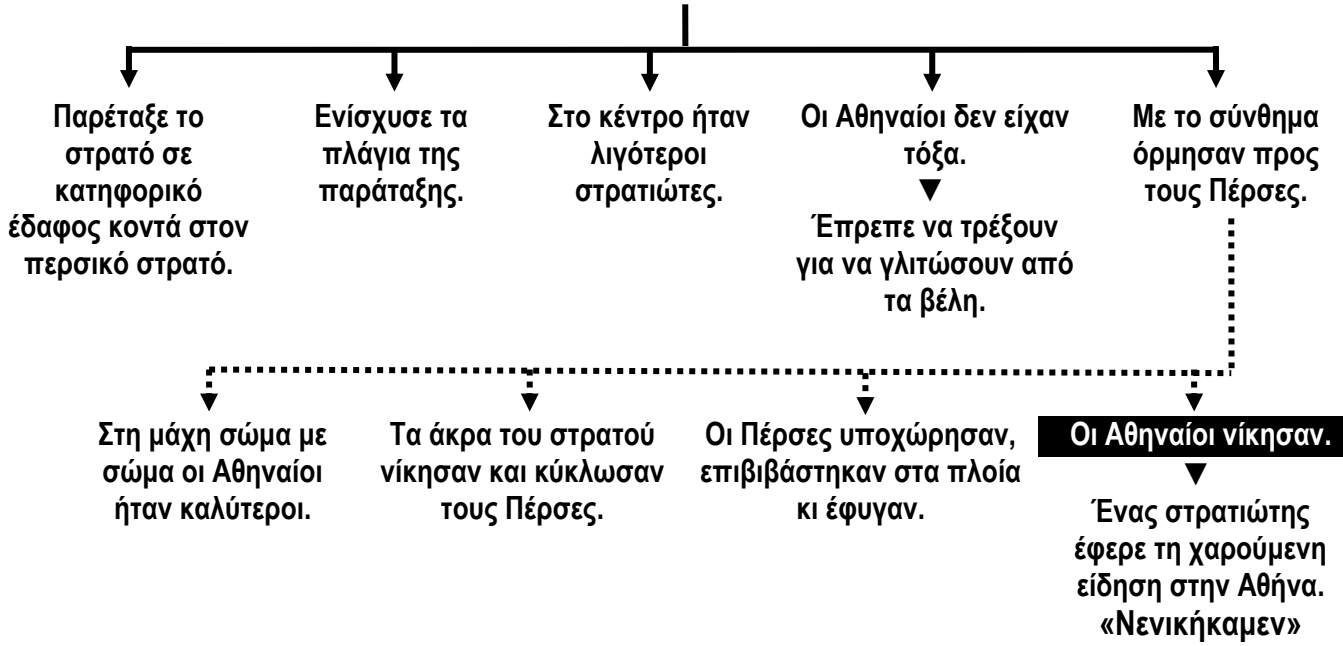 Παρέταξε το
στρατό σε
κατηφορικό
έδαφος κοντά στον
περσικό στρατό.
Ενίσχυσε τα
πλάγια της
παράταξης.
Στο κέντρο ήταν
λιγότεροι
στρατιώτες.
Οι Αθηναίοι δεν είχαν
τόξα.
Έπρεπε να τρέξουν
για να γλιτώσουν από
τα βέλη.
Με το σύνθημα
όρμησαν προς
τους Πέρσες.
Στη μάχη σώμα με
σώμα οι Αθηναίοι
ήταν καλύτεροι.
Τα άκρα του στρατού
νίκησαν και κύκλωσαν
τους Πέρσες.
Οι Πέρσες υποχώρησαν,
επιβιβάστηκαν στα πλοία
κι έφυγαν.
Οι Αθηναίοι νίκησαν.
Ένας στρατιώτης
έφερε τη χαρούμενη
είδηση στην Αθήνα.
«Νενικήκαμεν»